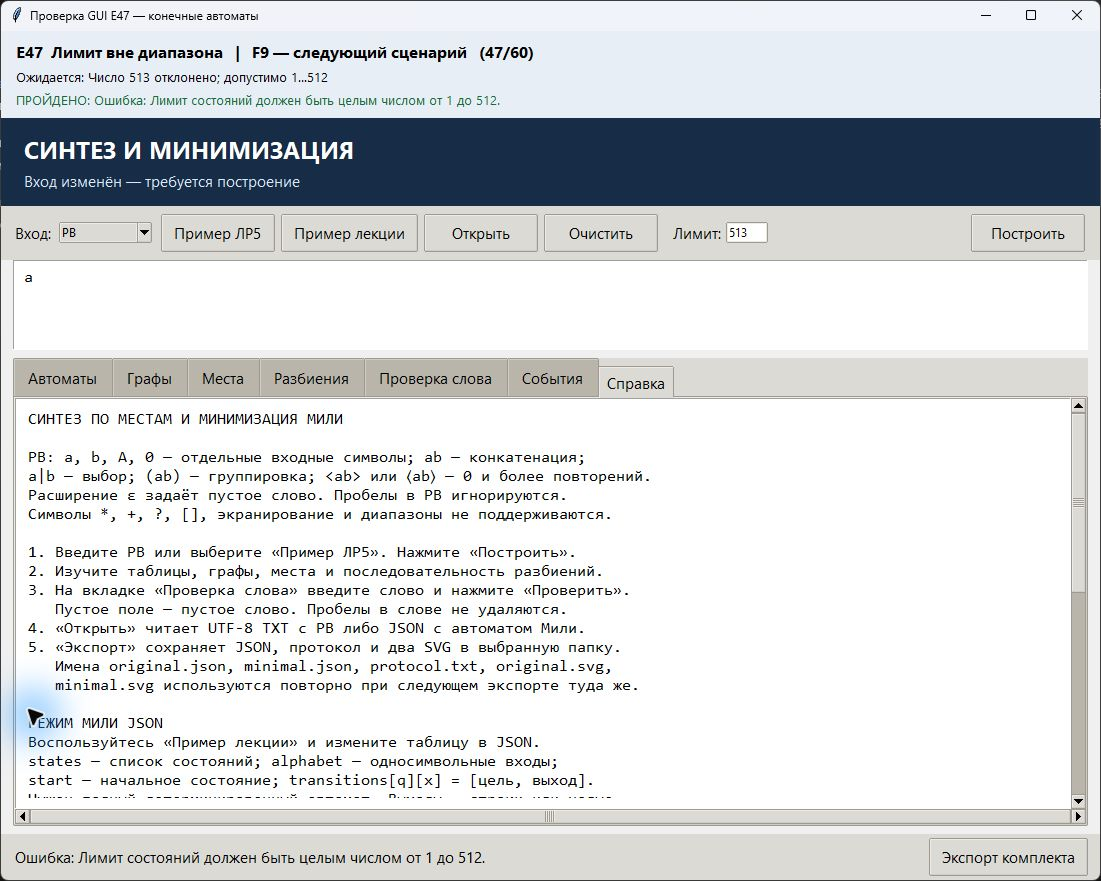 Проверка GUI E47 — конечные автоматы
E47 Лимит вне диапазона | F9 — следующий сценарий (47/60)
Ожидается: Число 513 отклонено; допустимо 1…512
ПРОЙДЕНО: Ошибка: Лимит состояний должен быть целым числом от 1 до 512.
СИНТЕЗ И МИНИМИЗАЦИЯ
Вход изменён — требуется построение
Вход: РВ Пример ЛР5 Пример лекции Открыть Очистить Лимит: 513 Построить
a
Автоматы Графы Места Разбиения Проверка слова События Справка
СИНТЕЗ ПО МЕСТАМ И МИНИМИЗАЦИЯ МИЛИ
РВ: a, b, A, 0 — отдельные входные символы; ab — конкатенация;
a|b — выбор; (ab) — группировка; <ab> или ⟨ab⟩ — 0 и более повторений.
Расширение ε задаёт пустое слово. Пробелы в РВ игнорируются.
Символы *, +, ?, [], экранирование и диапазоны не поддерживаются.
1. Введите РВ или выберите «Пример ЛР5». Нажмите «Построить».
2. Изучите таблицы, графы, места и последовательность разбиений.
3. На вкладке «Проверка слова» введите слово и нажмите «Проверить».
Пустое поле — пустое слово. Пробелы в слове не удаляются.
4. «Открыть» читает UTF-8 TXT с РВ либо JSON с автоматом Мили.
5. «Экспорт» сохраняет JSON, протокол и два SVG в выбранную папку.
Имена original.json, minimal.json, protocol.txt, original.svg,
minimal.svg используются повторно при следующем экспорте туда же.
РЕЖИМ МИЛИ JSON
Воспользуйтесь «Пример лекции» и измените таблицу в JSON.
states — список состояний; alphabet — односимвольные входы;
start — начальное состояние; transitions[q][x] = [цель, выход].
Ошибка: Лимит состояний должен быть целым числом от 1 до 512.
Экспорт комплекта